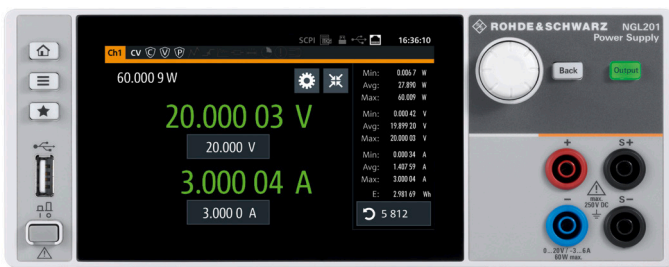 SCPI 16:36:10
Ch1 CV C V P
60.000 9 W
20.000 03 V
20.000 V
3.000 04 A
3.000 0 A
Min: 0.006 7 W
Avg: 27.890 W
Max: 60.009 W
Min: 0.000 42 V
Avg: 19.899 20 V
Max: 20.000 03 V
Min: 0.000 34 A
Avg: 1.407 59 A
Max: 3.000 04 A
E: 2.981 69 Wh
5 812
ROHDE&SCHWARZ NGL201
Power Supply
Back
Output
+ S+
max.
250 V DC
- S-
0...20V / -3...6A
60W max.